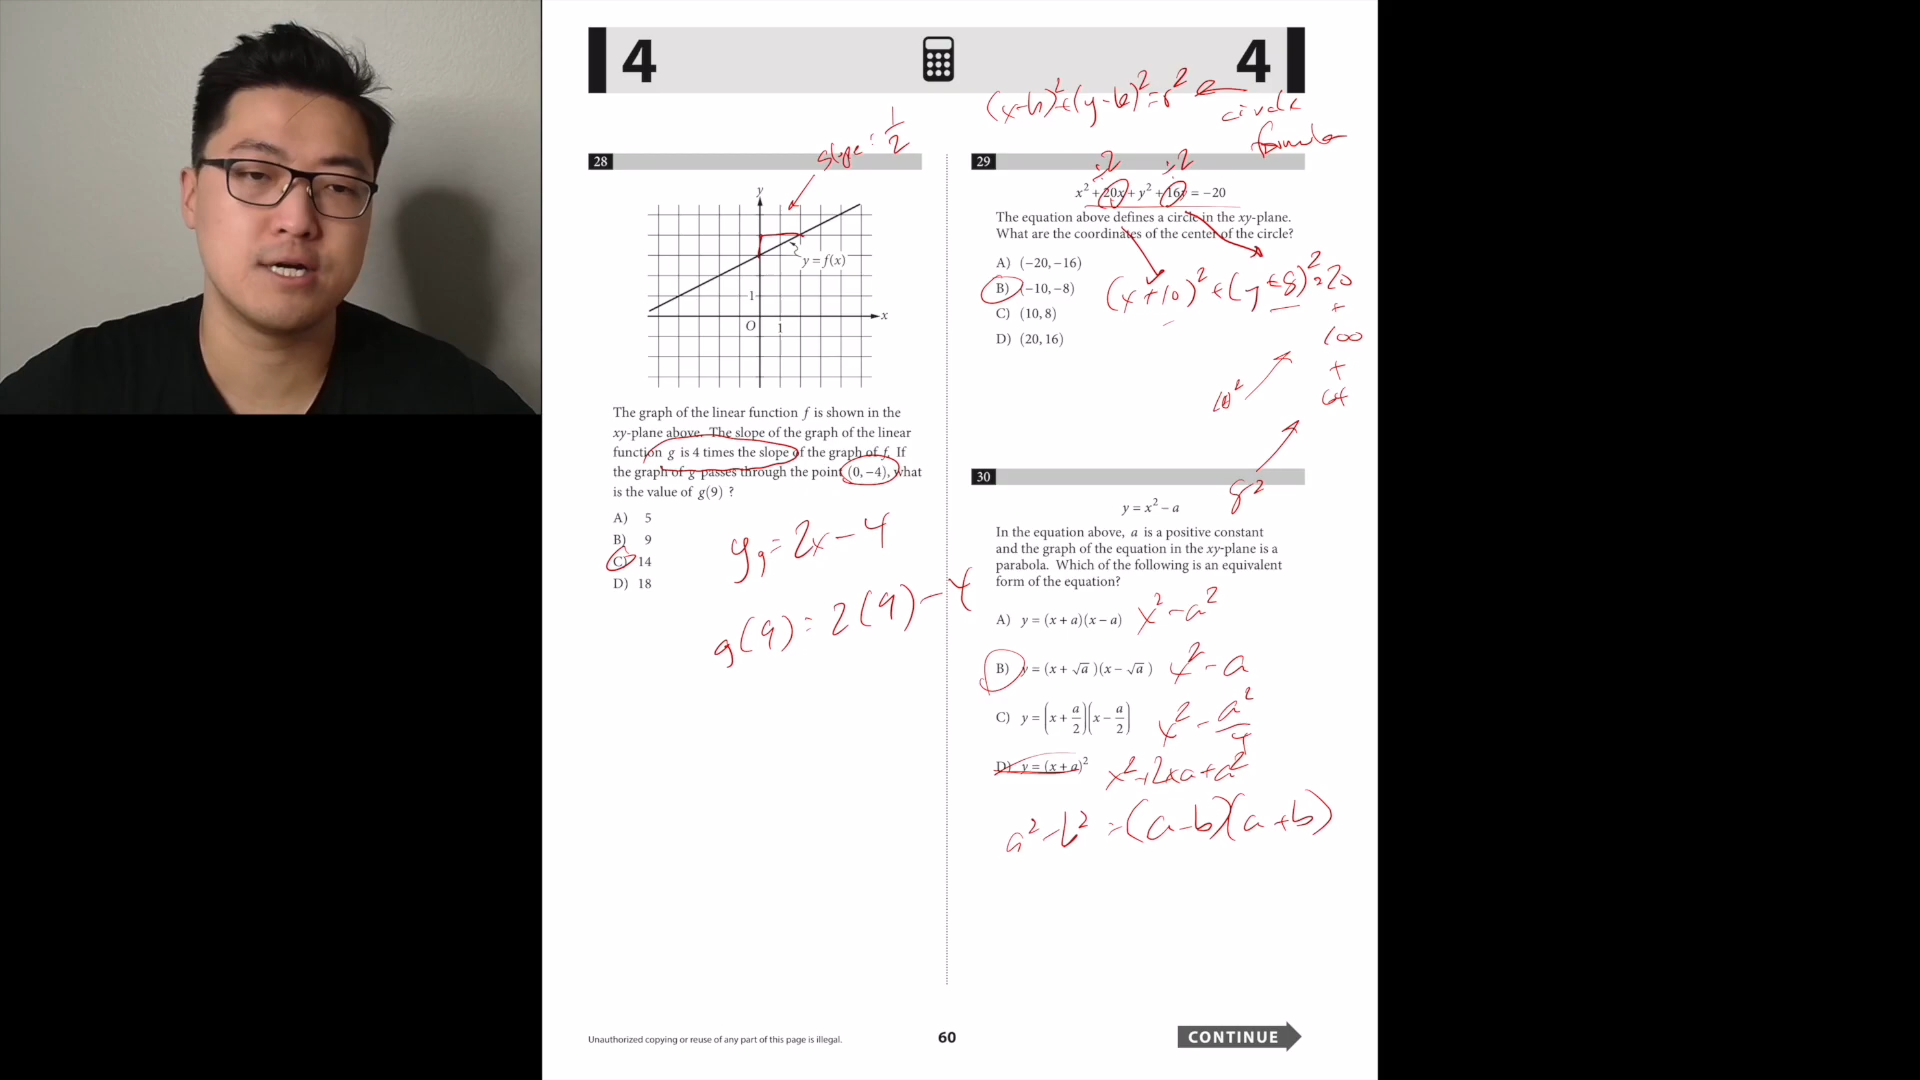 4
4
(x-h)²+(y-k)²=r²
circle
formula
slope: 1/2
28
y
y = f(x)
1
O
1
x
The graph of the linear function f is shown in the
xy-plane above. The slope of the graph of the linear
function g is 4 times the slope of the graph of f. If
the graph of g passes through the point (0, −4), what
is the value of g(9) ?
A) 5
B) 9
C) 14
D) 18
y g = 2x - 4
g(9) = 2(9) - 4
29
÷2 ÷2
x² + 20x + y² + 16y = −20
The equation above defines a circle in the xy-plane.
What are the coordinates of the center of the circle?
A) (−20, −16)
B) (−10, −8)
C) (10, 8)
D) (20, 16)
(x+10)² + (y+8)² = 20
+
100
+
64
10²
8²
30
y = x² − a
In the equation above, a is a positive constant
and the graph of the equation in the xy-plane is a
parabola. Which of the following is an equivalent
form of the equation?
A) y = (x + a)(x − a) x² - a²
B) y = (x + √a )(x − √a ) x² - a
C) y = (x + a/2)(x − a/2) x² - a²/4
D) y = (x + a)² x²+2xa+a²
a² - b² = (a-b)(a+b)
Unauthorized copying or reuse of any part of this page is illegal.
60
CONTINUE